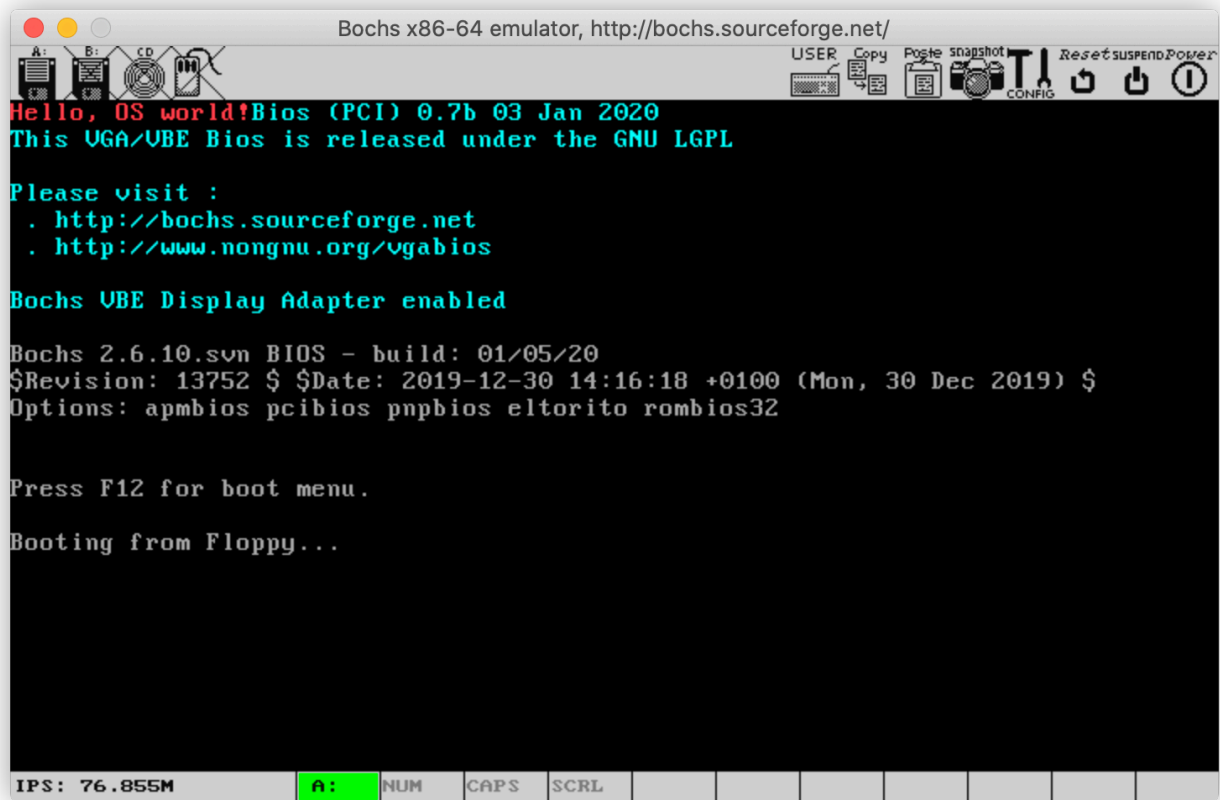 Bochs x86-64 emulator, http://bochs.sourceforge.net/
A: B: CD USER Copy Paste snapshot CONFIG Reset SUSPEND Power
Hello, OS world!Bios (PCI) 0.7b 03 Jan 2020
This VGA/VBE Bios is released under the GNU LGPL
Please visit :
. http://bochs.sourceforge.net
. http://www.nongnu.org/vgabios
Bochs VBE Display Adapter enabled
Bochs 2.6.10.svn BIOS - build: 01/05/20
$Revision: 13752 $ $Date: 2019-12-30 14:16:18 +0100 (Mon, 30 Dec 2019) $
Options: apmbios pcibios pnpbios eltorito rombios32
Press F12 for boot menu.
Booting from Floppy...
IPS: 76.855M A: NUM CAPS SCRL